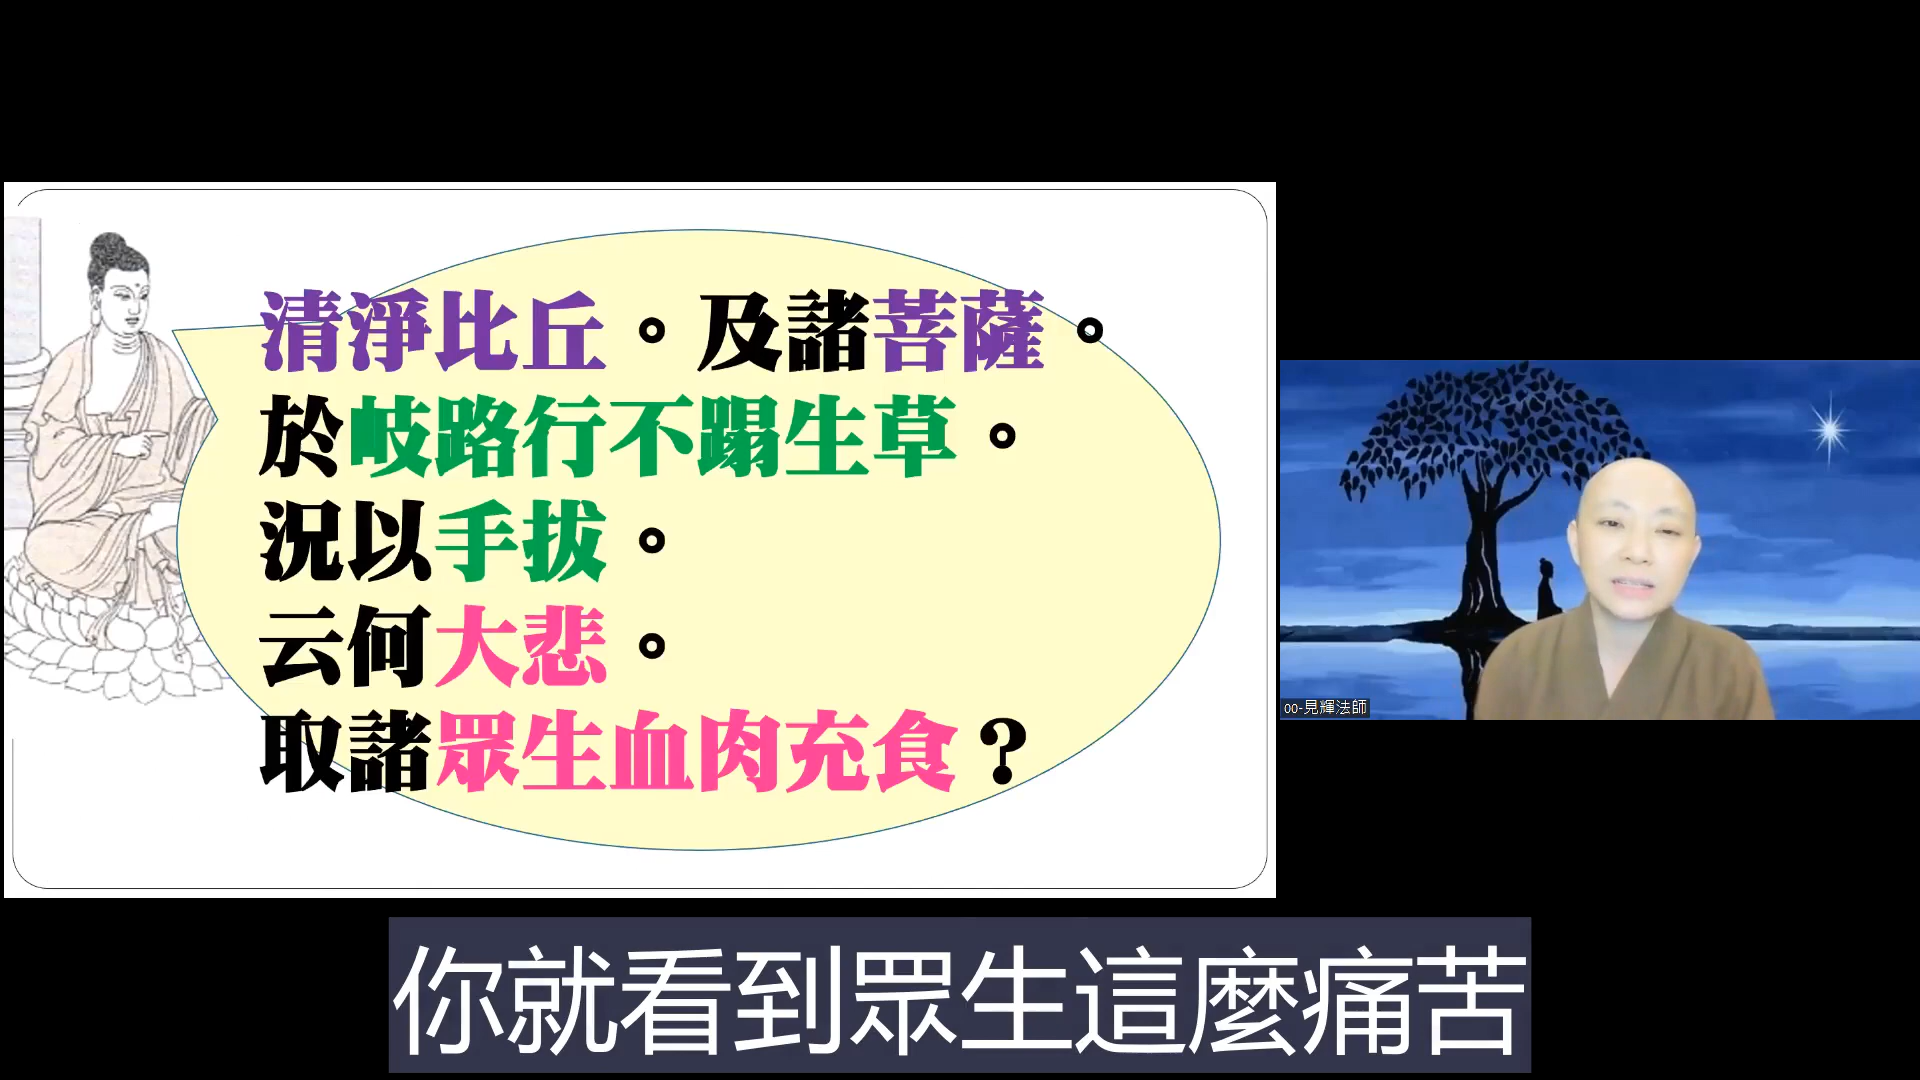 清淨比丘。及諸菩薩。
於岐路行不蹋生草。
況以手拔。
云何大悲。
取諸眾生血肉充食？
00-見輝法師
你就看到眾生這麼痛苦